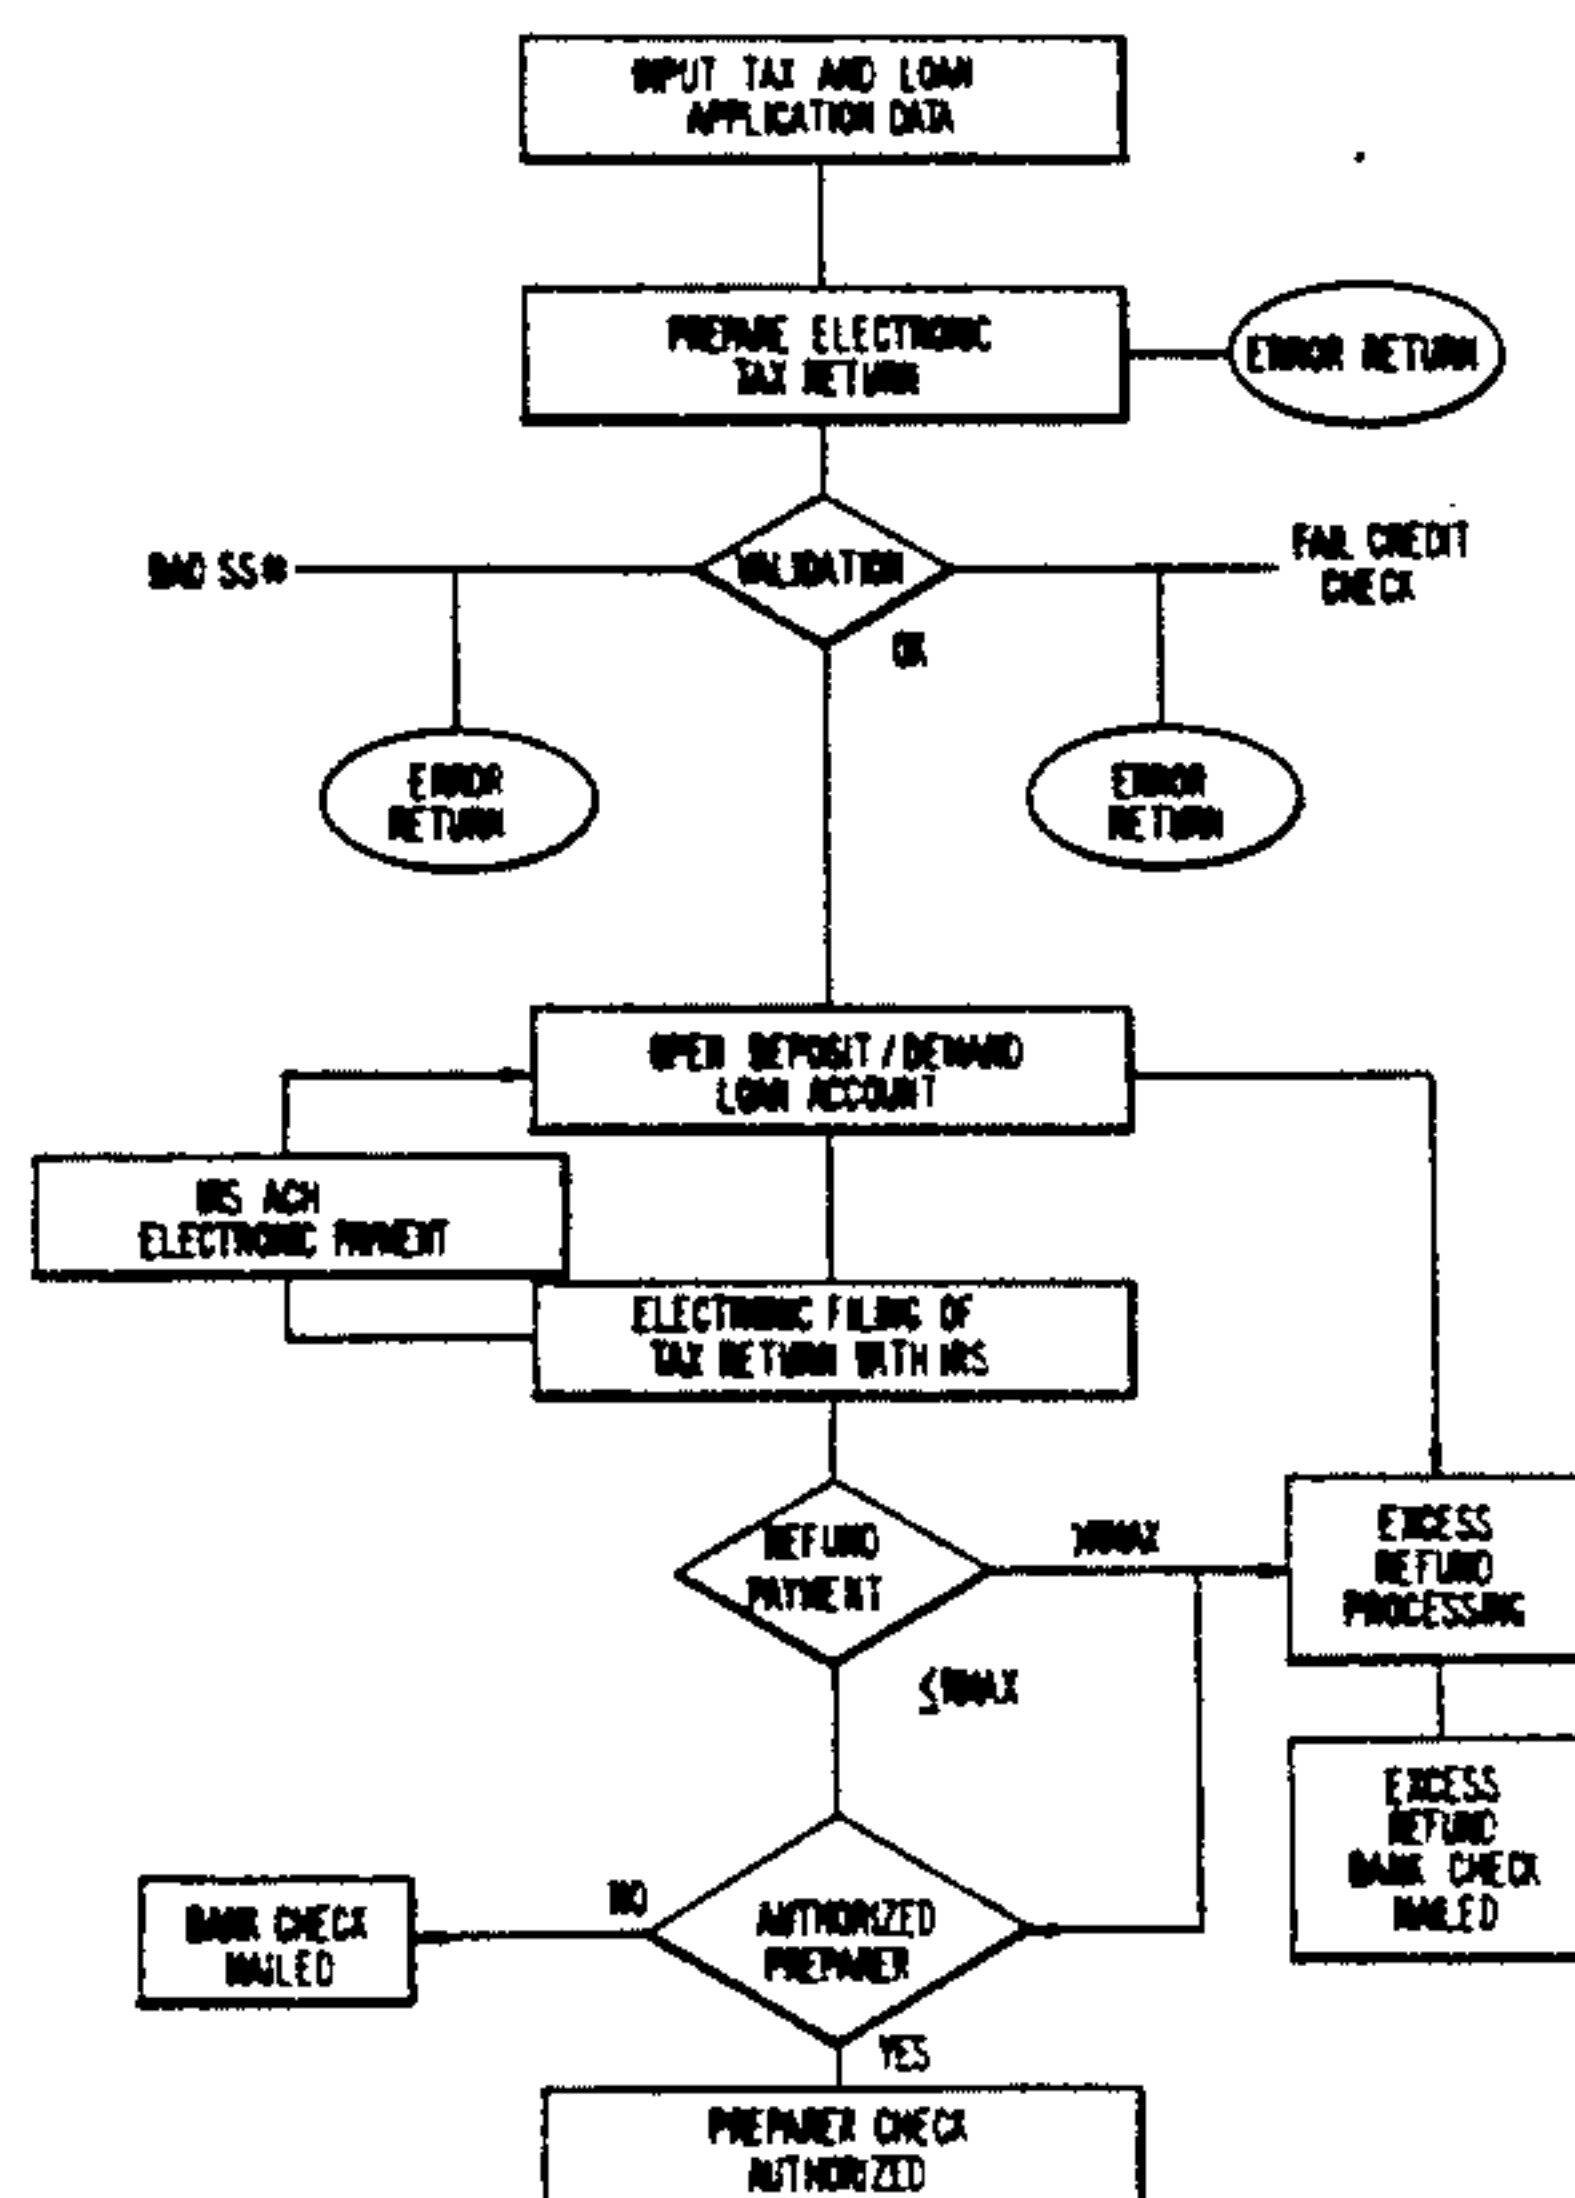 INPUT TAX AND LOAN
APPLICATION DATA
PREPARE ELECTRONIC
TAX RETURN
ERROR RETURN
BAD SS#
VALIDATION
FAIL CREDIT
CHECK
OK
ERROR
RETURN
ERROR
RETURN
OPEN DEPOSIT/DEMAND
LOAN ACCOUNT
IRS ACH
ELECTRONIC PAYMENT
ELECTRONIC FILING OF
TAX RETURN WITH IRS
REFUND
PAYMENT
EXCESS
REFUND
PROCESSING
EXCESS
REFUND
BANK CHECK
MAILED
NO
BANK CHECK
MAILED
AUTHORIZED
PREPARER
YES
PREPARER CHECK
AUTHORIZED